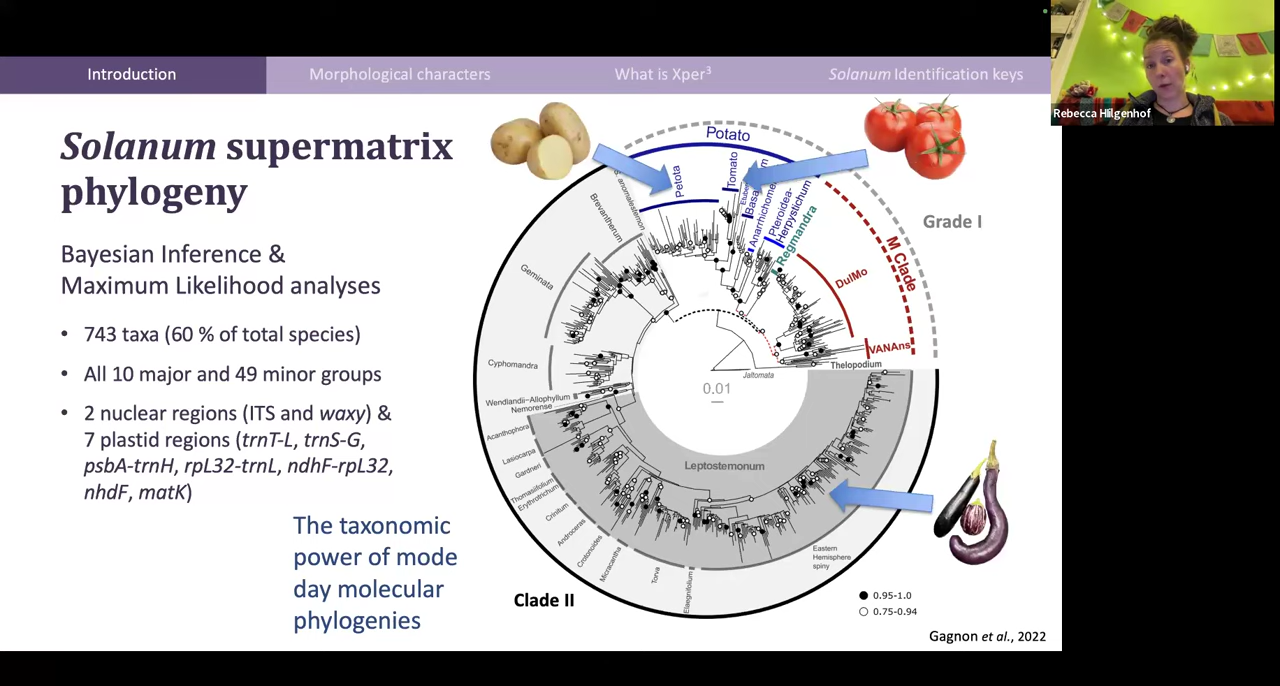 Introduction
Morphological characters
What is Xper³
Solanum Identification keys
Rebecca Hilgenhof
Solanum supermatrix
phylogeny
Bayesian Inference &
Maximum Likelihood analyses
• 743 taxa (60 % of total species)
• All 10 major and 49 minor groups
• 2 nuclear regions (ITS and waxy) &
7 plastid regions (trnT-L, trnS-G,
psbA-trnH, rpL32-trnL, ndhF-rpL32,
nhdF, matK)
The taxonomic
power of mode
day molecular
phylogenies
Potato
Petota
Tomato
Anarrhichome
Pteroidea-
Herpystichum
Regmandra
Grade I
M Clade
DulMo
VANAns
Thelopodium
Jaltomata
0.01
S. anomalostemon
Brevantherum
Geminata
Cyphomandra
Wendlandii-Allophyllum
Nemorense
Acanthophora
Lasiocarpa
Gardneri
Thomasiifolium
Erythrotrichum
Crinitum
Androceras
Crotonoides
Micracantha
Torva
Elaeagnifolium
Eastern
Hemisphere
spiny
Leptostemonum
Clade II
0.95-1.0
0.75-0.94
Gagnon et al., 2022